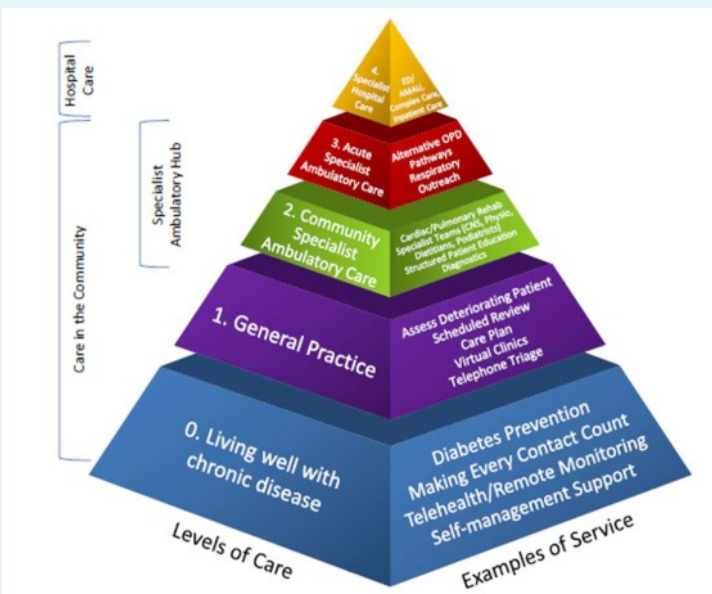 Hospital
Care
Care in the Community
Specialist
Ambulatory Hub
4.
Specialist
Hospital
Care
ED/
AMAU,
Complex Care,
Inpatient Care
3. Acute
Specialist
Ambulatory Care
Alternative OPD
Pathways
Respiratory
Outreach
2. Community
Specialist
Ambulatory Care
Cardiac/Pulmonary Rehab
Specialist Teams (CNS, Physio,
Dietitians, Podiatrists)
Structured Patient Education
Diagnostics
1. General Practice
Assess Deteriorating Patient
Scheduled Review
Care Plan
Virtual Clinics
Telephone Triage
0. Living well with
chronic disease
Diabetes Prevention
Making Every Contact Count
Telehealth/Remote Monitoring
Self-management Support
Levels of Care
Examples of Service